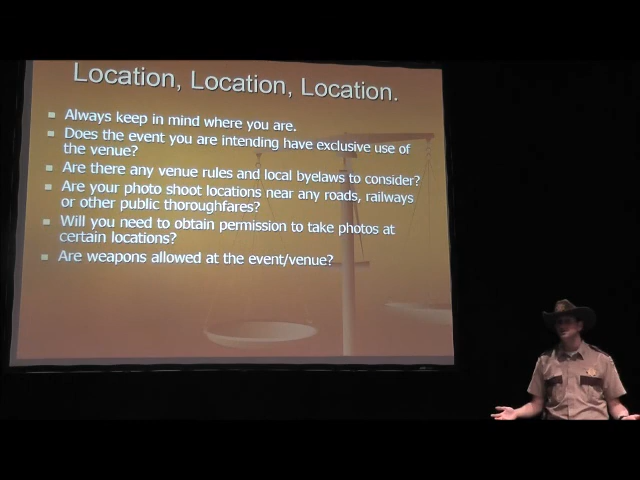 Location, Location, Location.
Always keep in mind where you are.
Does the event you are intending have exclusive use of
the venue?
Are there any venue rules and local byelaws to consider?
Are your photo shoot locations near any roads, railways
or other public thoroughfares?
Will you need to obtain permission to take photos at
certain locations?
Are weapons allowed at the event/venue?